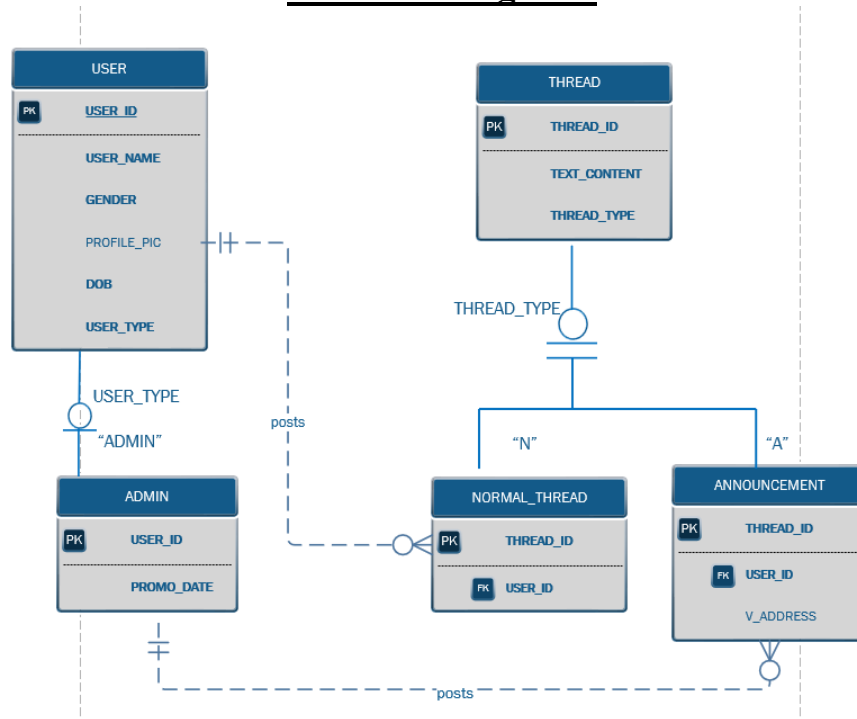 USER
PK USER_ID
USER_NAME
GENDER
PROFILE_PIC
DOB
USER_TYPE
THREAD
PK THREAD_ID
TEXT_CONTENT
THREAD_TYPE
THREAD_TYPE
USER_TYPE
"ADMIN"
posts
"N"
"A"
ADMIN
PK USER_ID
PROMO_DATE
NORMAL_THREAD
PK THREAD_ID
FK USER_ID
ANNOUNCEMENT
PK THREAD_ID
FK USER_ID
V_ADDRESS
posts